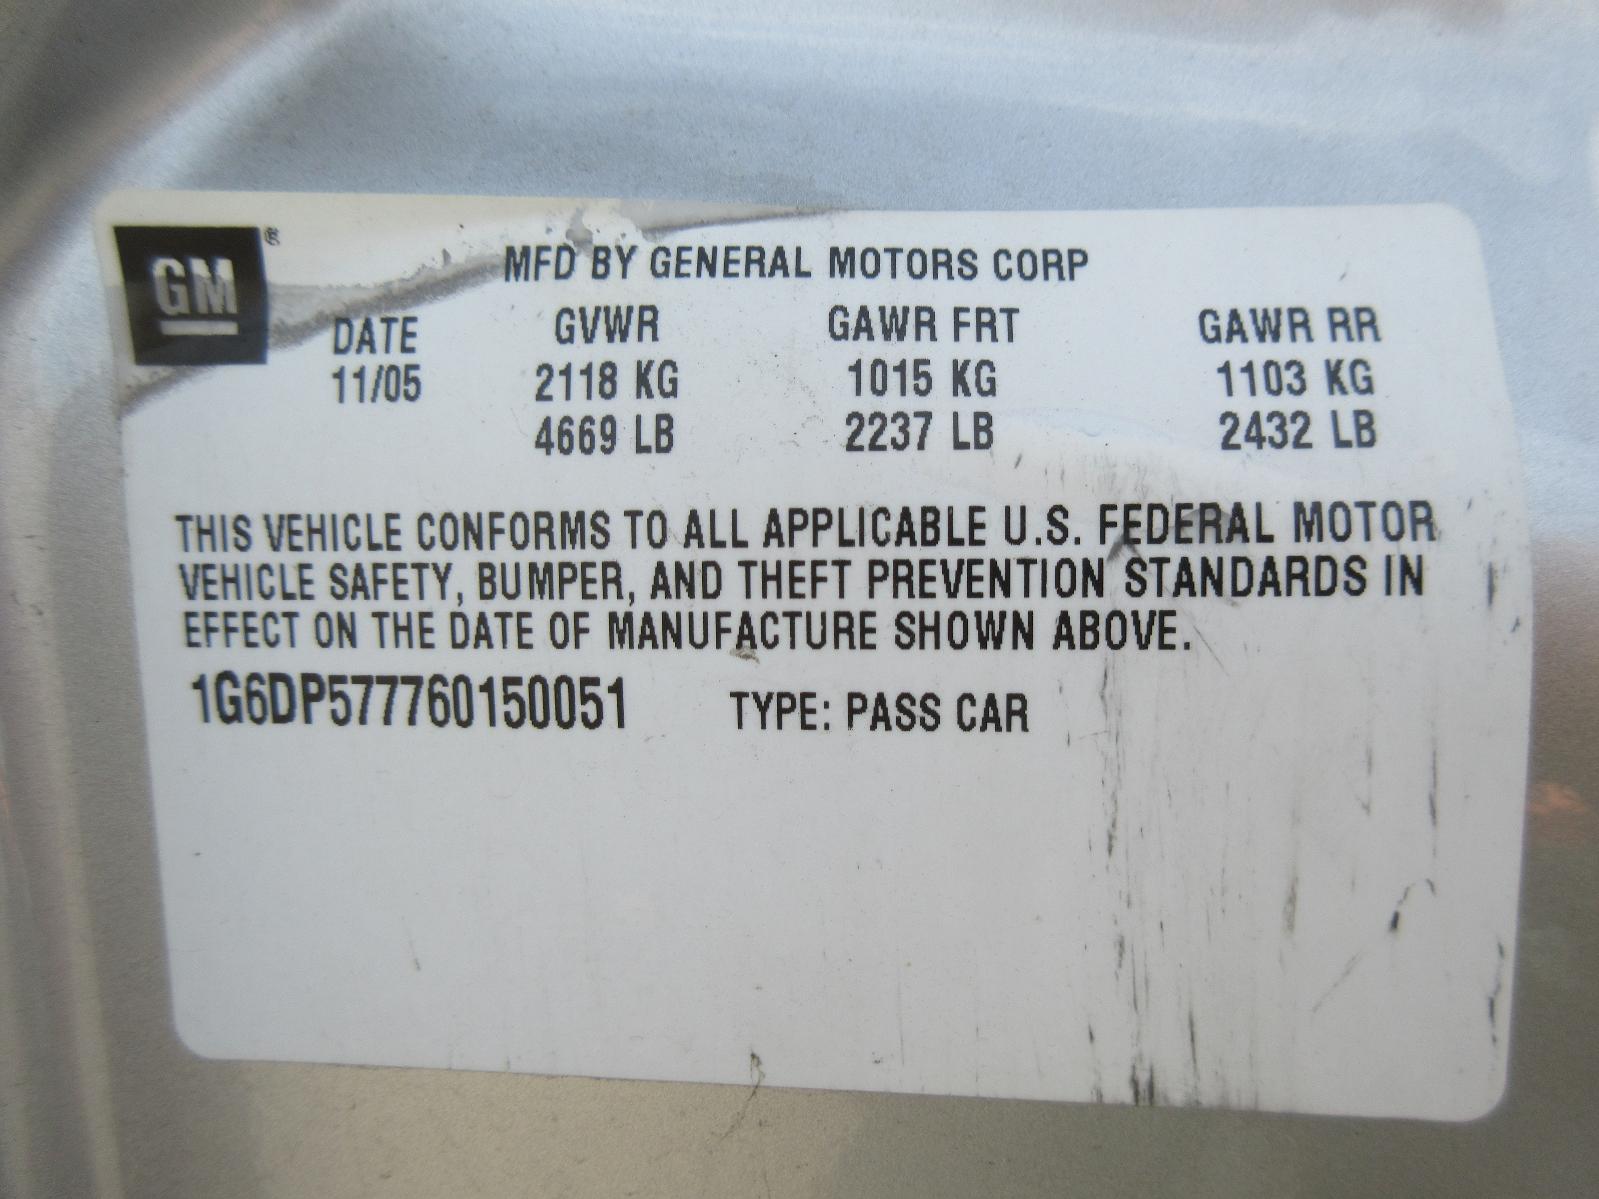 GM ®
MFD BY GENERAL MOTORS CORP
DATE GVWR GAWR FRT GAWR RR
11/05 2118 KG 1015 KG 1103 KG
4669 LB 2237 LB 2432 LB
THIS VEHICLE CONFORMS TO ALL APPLICABLE U.S. FEDERAL MOTOR
VEHICLE SAFETY, BUMPER, AND THEFT PREVENTION STANDARDS IN
EFFECT ON THE DATE OF MANUFACTURE SHOWN ABOVE.
1G6DP577760150051 TYPE: PASS CAR